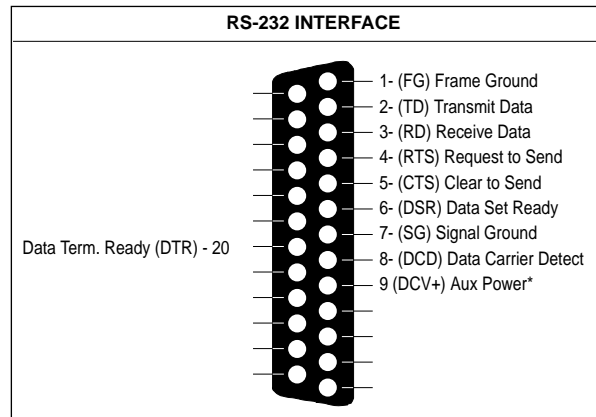 RS-232 INTERFACE
1- (FG) Frame Ground
2- (TD) Transmit Data
3- (RD) Receive Data
4- (RTS) Request to Send
5- (CTS) Clear to Send
6- (DSR) Data Set Ready
7- (SG) Signal Ground
Data Term. Ready (DTR) - 20
8- (DCD) Data Carrier Detect
9 (DCV+) Aux Power*